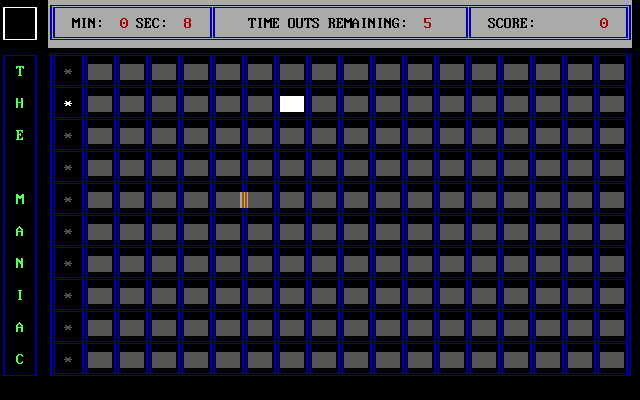 MIN: 0 SEC: 8 TIME OUTS REMAINING: 5 SCORE: 0
T *
H *
E *
*
M *
A *
N *
I *
A *
C *